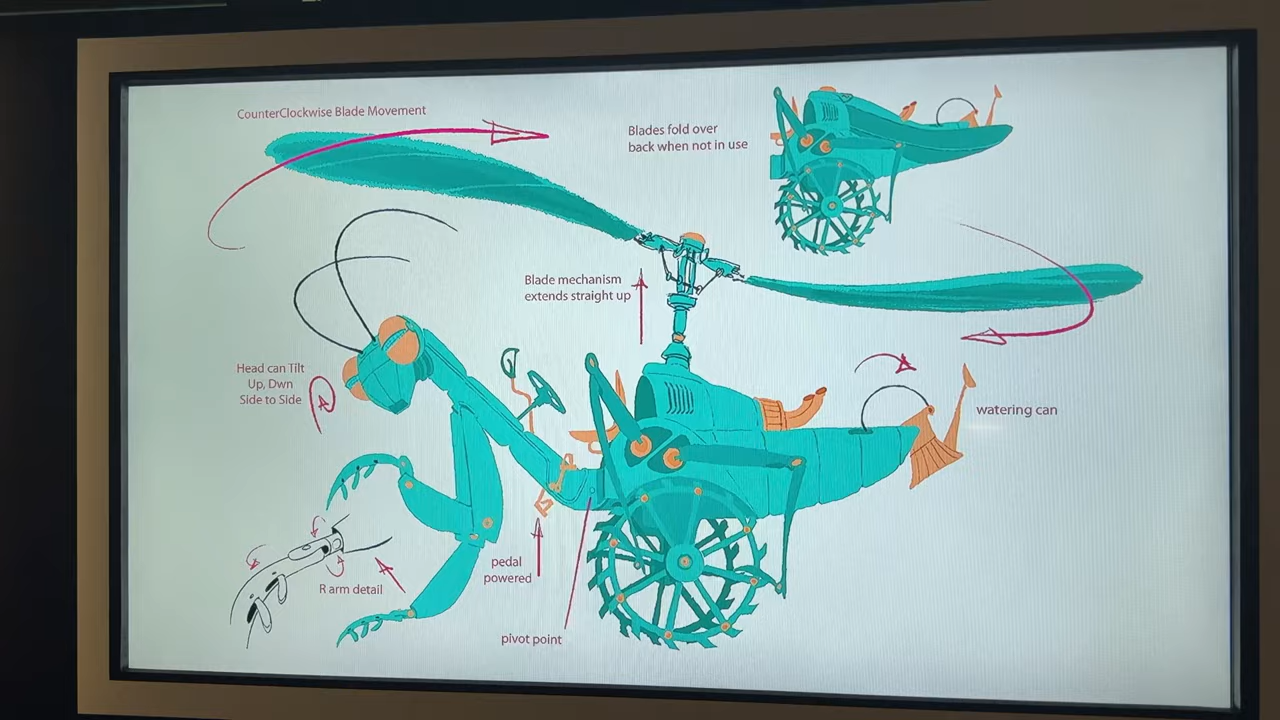 CounterClockwise Blade Movement
Blades fold over
back when not in use
Blade mechanism
extends straight up
Head can Tilt
Up, Dwn
Side to Side
watering can
R arm detail
pedal
powered
pivot point